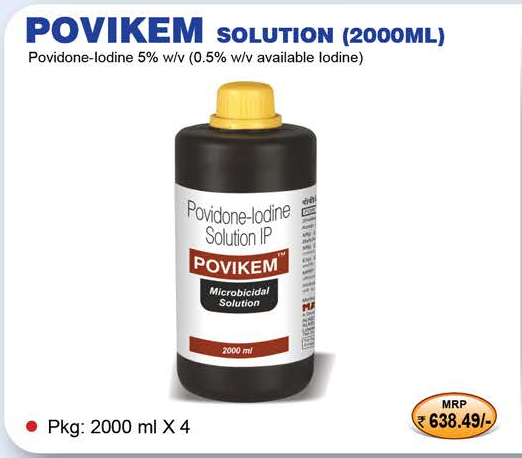 POVIKEM SOLUTION (2000ML)
Povidone-Iodine 5% w/v (0.5% w/v available Iodine)
Povidone-Iodine
Solution IP
POVIKEM™
Microbicidal
Solution
2000 ml
Pkg: 2000 ml X 4
MRP
₹ 638.49/-